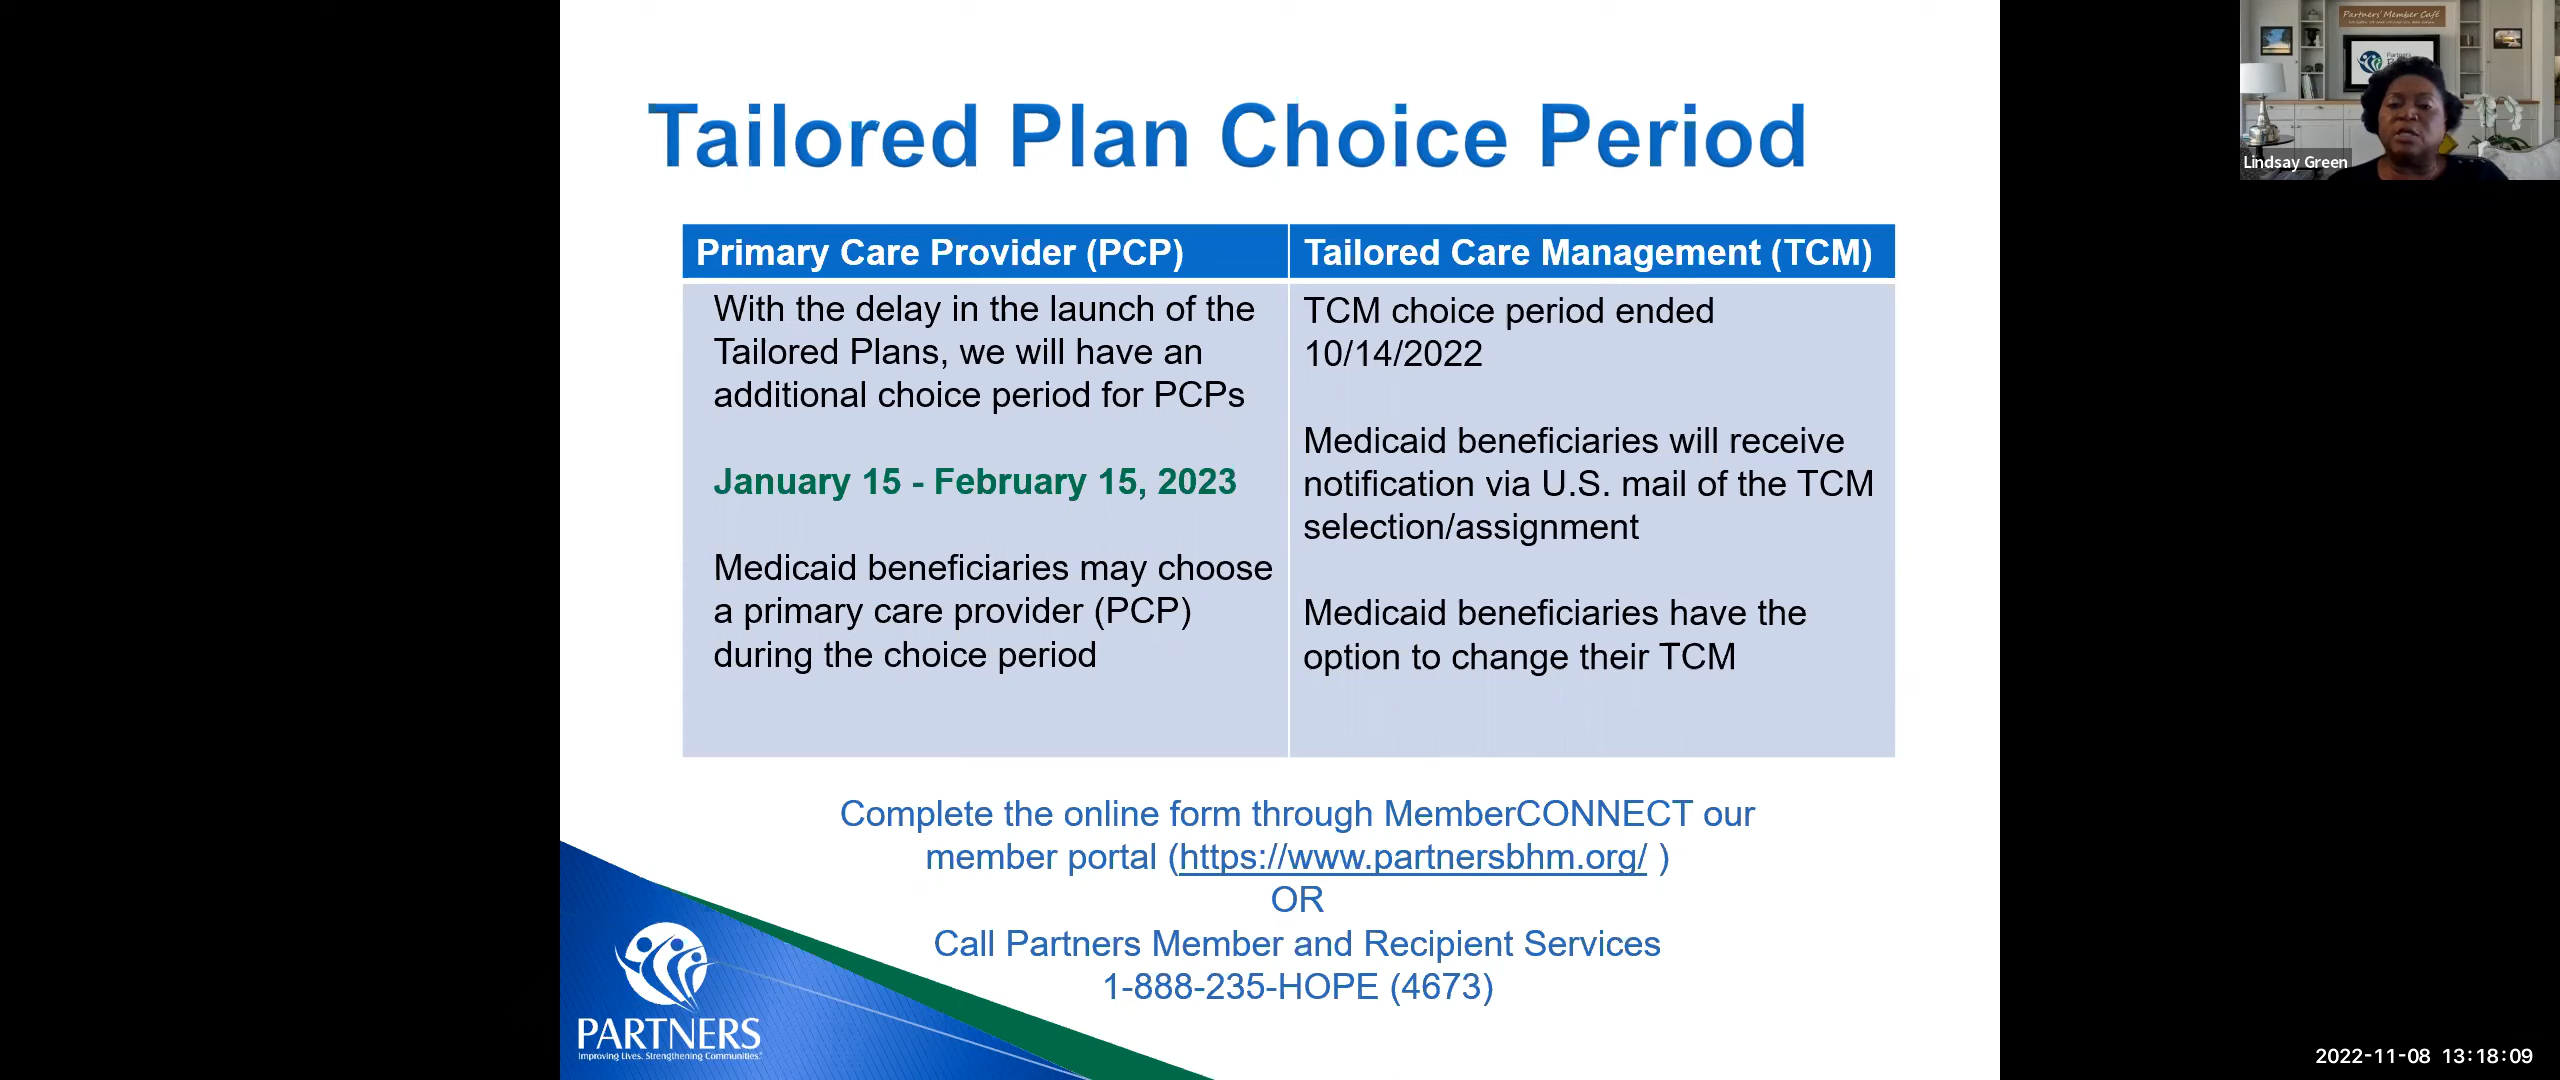 Tailored Plan Choice Period
Primary Care Provider (PCP)
With the delay in the launch of the
Tailored Plans, we will have an
additional choice period for PCPs
January 15 - February 15, 2023
Medicaid beneficiaries may choose
a primary care provider (PCP)
during the choice period
Tailored Care Management (TCM)
TCM choice period ended
10/14/2022
Medicaid beneficiaries will receive
notification via U.S. mail of the TCM
selection/assignment
Medicaid beneficiaries have the
option to change their TCM
Complete the online form through MemberCONNECT our
member portal (https://www.partnersbhm.org/ )
OR
Call Partners Member and Recipient Services
1-888-235-HOPE (4673)
PARTNERS
Improving Lives. Strengthening Communities.
Partners' Member Café
Partners
Lindsay Green
2022-11-08 13:18:09